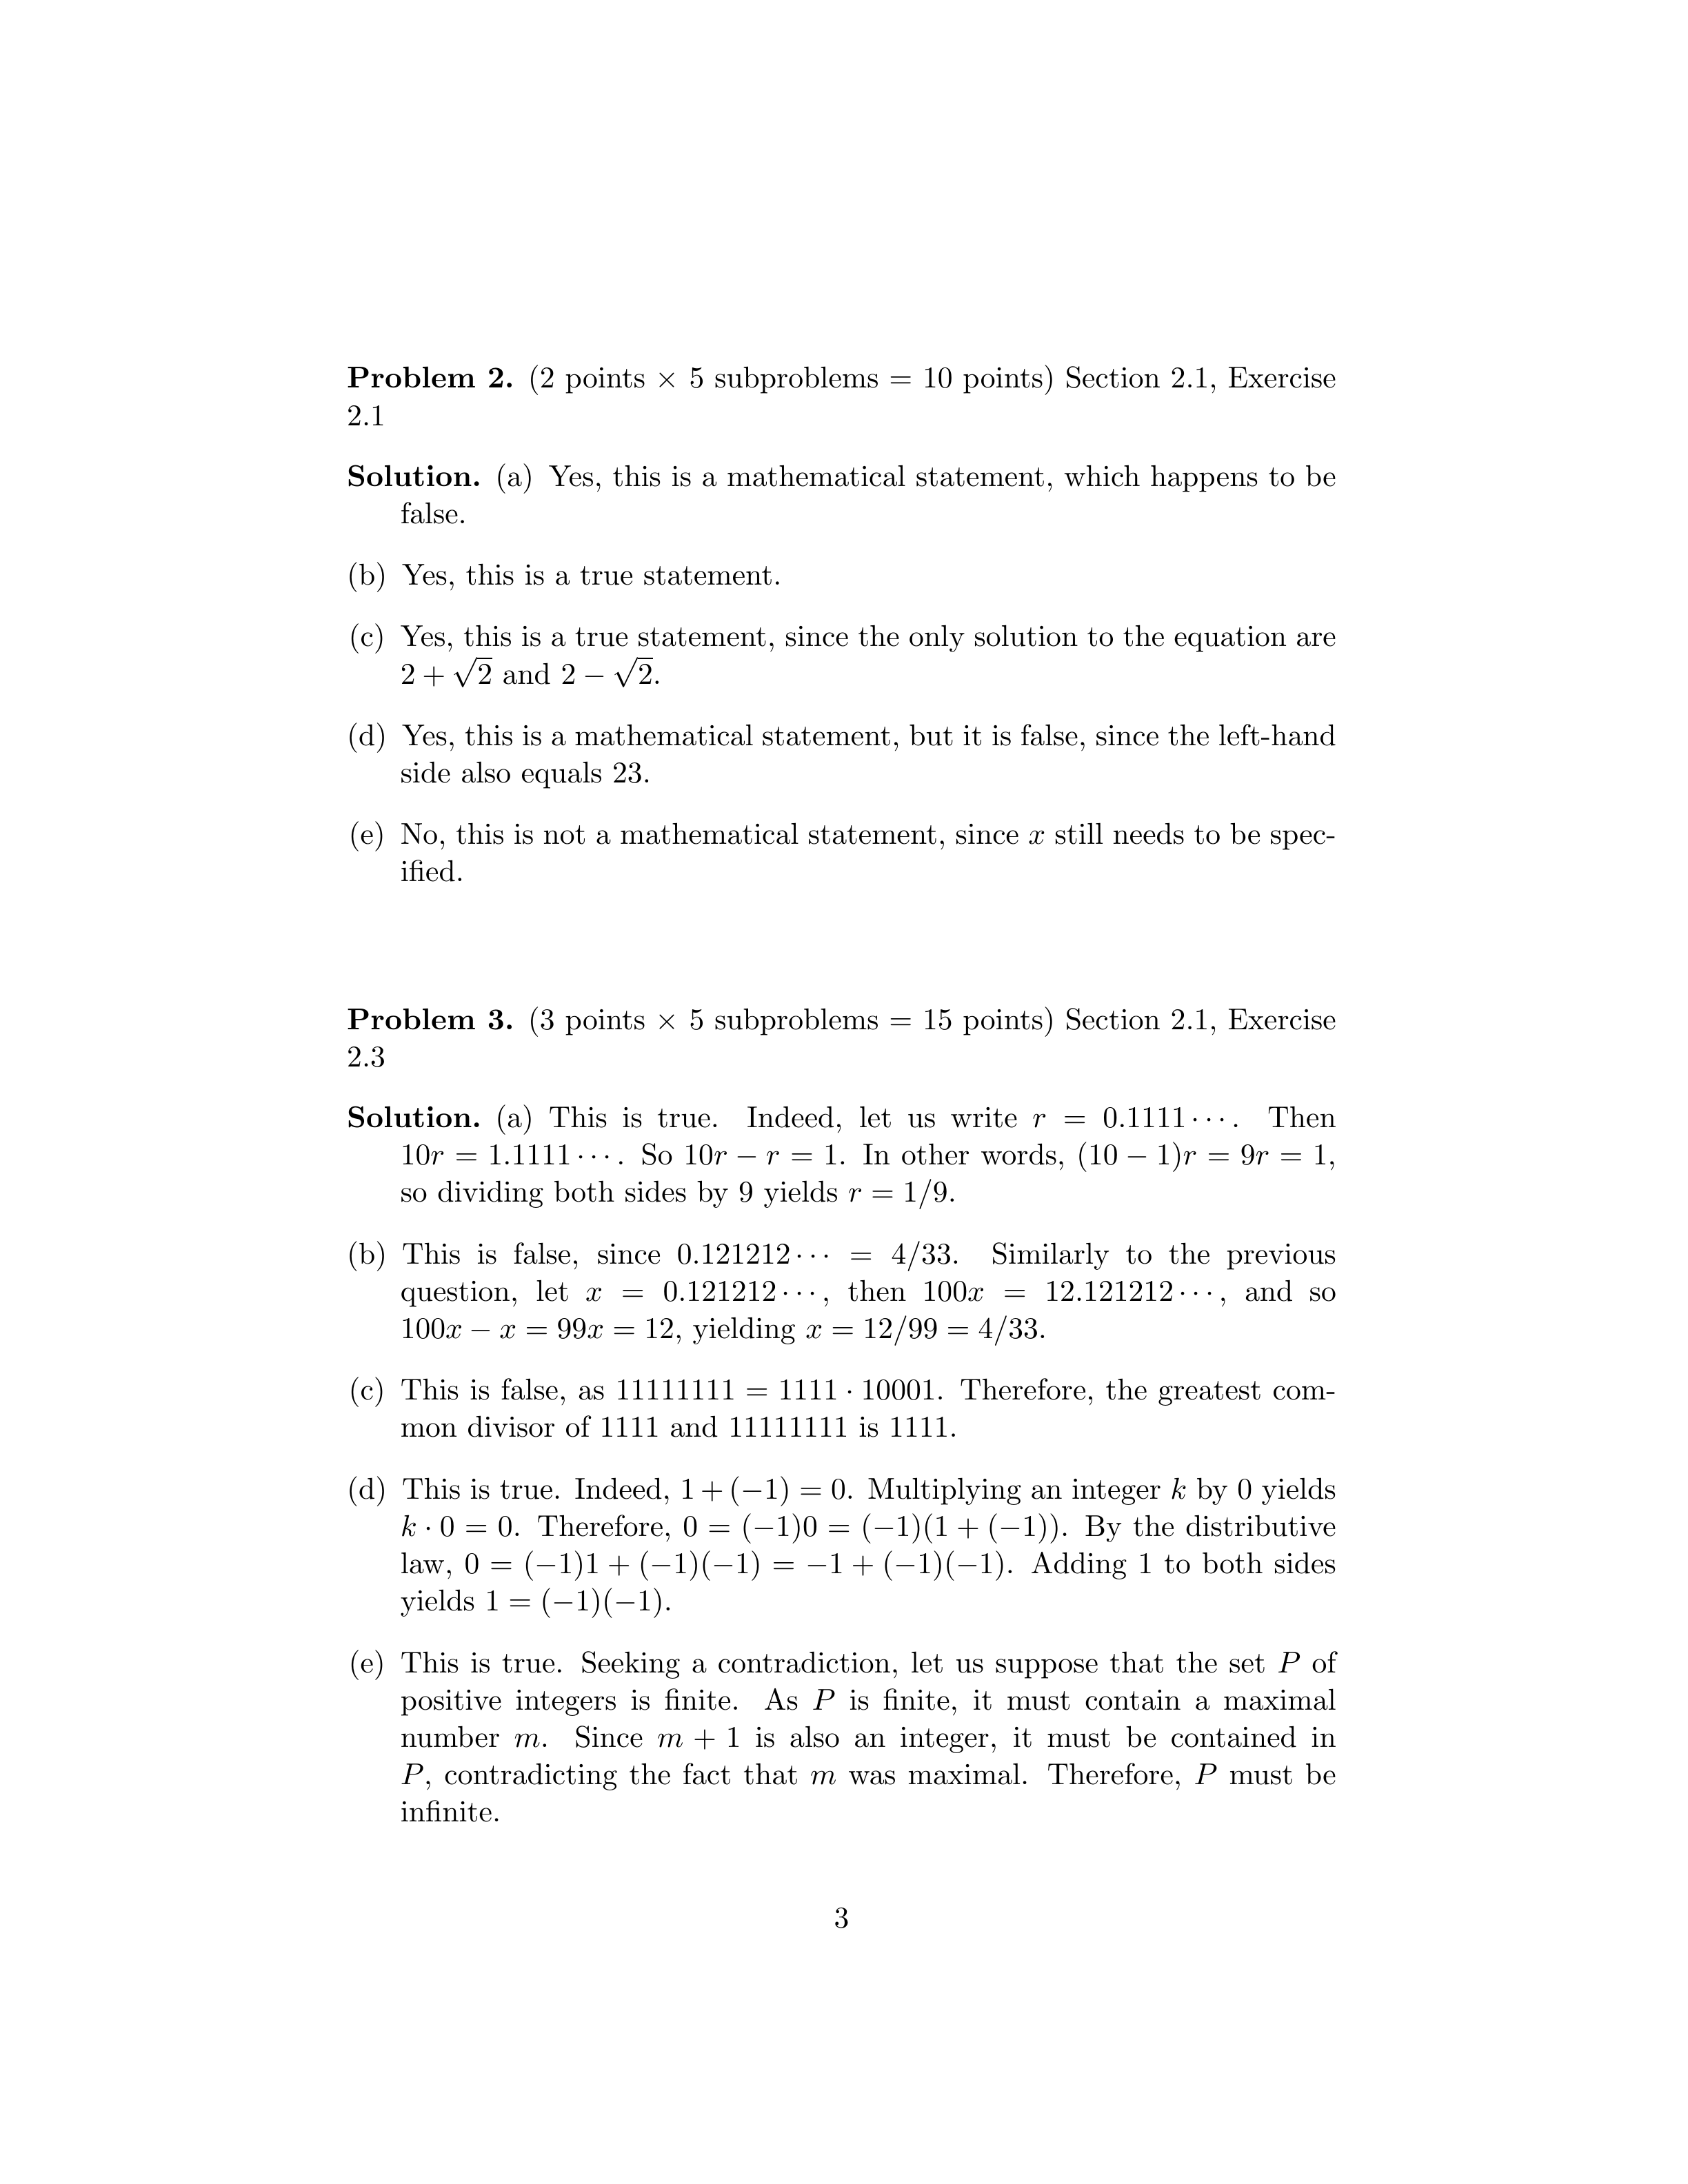 Problem 2. (2 points × 5 subproblems = 10 points) Section 2.1, Exercise
2.1
Solution. (a) Yes, this is a mathematical statement, which happens to be
false.
(b) Yes, this is a true statement.
(c) Yes, this is a true statement, since the only solution to the equation are
2 + √2 and 2 − √2.
(d) Yes, this is a mathematical statement, but it is false, since the left-hand
side also equals 23.
(e) No, this is not a mathematical statement, since x still needs to be spec-
ified.
Problem 3. (3 points × 5 subproblems = 15 points) Section 2.1, Exercise
2.3
Solution. (a) This is true. Indeed, let us write r = 0.1111 · · · . Then
10r = 1.1111 · · · . So 10r − r = 1. In other words, (10 − 1)r = 9r = 1,
so dividing both sides by 9 yields r = 1/9.
(b) This is false, since 0.121212 · · · = 4/33. Similarly to the previous
question, let x = 0.121212 · · · , then 100x = 12.121212 · · · , and so
100x − x = 99x = 12, yielding x = 12/99 = 4/33.
(c) This is false, as 11111111 = 1111 · 10001. Therefore, the greatest com-
mon divisor of 1111 and 11111111 is 1111.
(d) This is true. Indeed, 1 + (−1) = 0. Multiplying an integer k by 0 yields
k · 0 = 0. Therefore, 0 = (−1)0 = (−1)(1 + (−1)). By the distributive
law, 0 = (−1)1 + (−1)(−1) = −1 + (−1)(−1). Adding 1 to both sides
yields 1 = (−1)(−1).
(e) This is true. Seeking a contradiction, let us suppose that the set P of
positive integers is finite. As P is finite, it must contain a maximal
number m. Since m + 1 is also an integer, it must be contained in
P, contradicting the fact that m was maximal. Therefore, P must be
infinite.
3